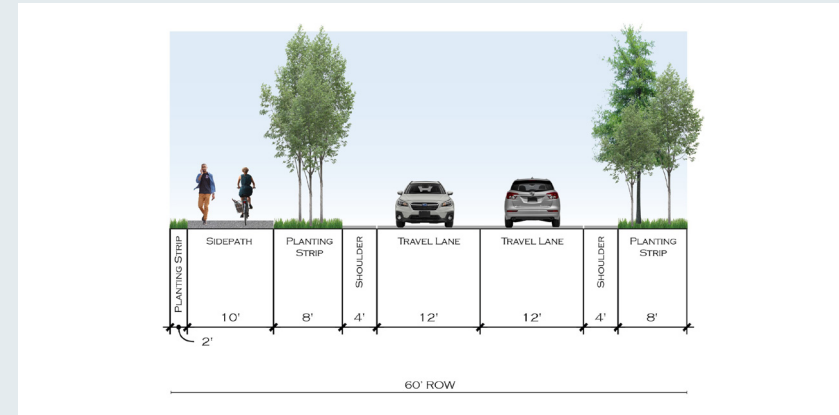 PLANTING STRIP
SIDEPATH
PLANTING
STRIP
SHOULDER
TRAVEL LANE
TRAVEL LANE
SHOULDER
PLANTING
STRIP
10'
8'
4'
12'
12'
4'
8'
2'
60' ROW